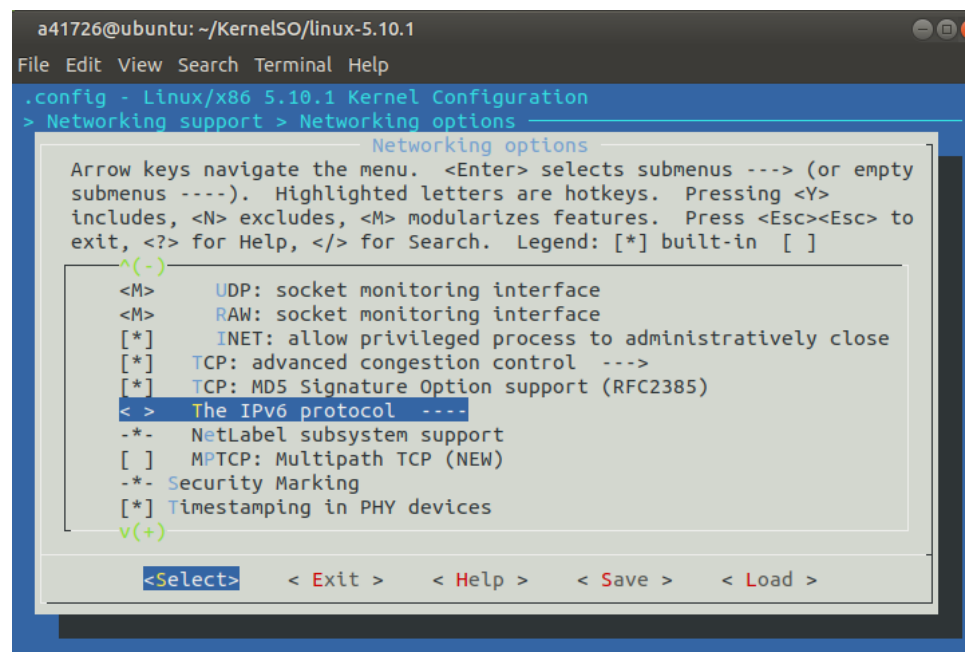 a41726@ubuntu: ~/KernelSO/linux-5.10.1
File Edit View Search Terminal Help
.config - Linux/x86 5.10.1 Kernel Configuration
> Networking support > Networking options
Networking options
Arrow keys navigate the menu.  <Enter> selects submenus ---> (or empty
submenus ----).  Highlighted letters are hotkeys.  Pressing <Y>
includes, <N> excludes, <M> modularizes features.  Press <Esc><Esc> to
exit, <?> for Help, </> for Search.  Legend: [*] built-in  [ ]
^(-)
<M>     UDP: socket monitoring interface
<M>     RAW: socket monitoring interface
[*]     INET: allow privileged process to administratively close
[*]   TCP: advanced congestion control  --->
[*]   TCP: MD5 Signature Option support (RFC2385)
< >   The IPv6 protocol  ----
-*-   NetLabel subsystem support
[ ]   MPTCP: Multipath TCP (NEW)
-*- Security Marking
[*] Timestamping in PHY devices
v(+)
<Select>    < Exit >    < Help >    < Save >    < Load >